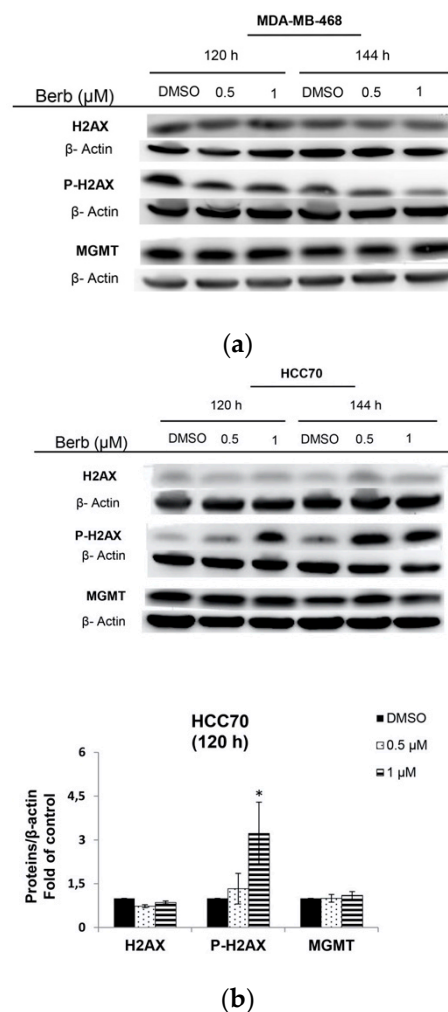 MDA-MB-468
120 h 144 h
Berb (µM) DMSO 0.5 1 DMSO 0.5 1
H2AX
β- Actin
P-H2AX
β- Actin
MGMT
β- Actin
(a)
HCC70
120 h 144 h
Berb (µM) DMSO 0.5 1 DMSO 0.5 1
H2AX
β- Actin
P-H2AX
β- Actin
MGMT
β- Actin
HCC70
(120 h)
DMSO
0.5 µM
1 µM
Proteins/β-actin
Fold of control
6
4,5
3
1,5
0
*
H2AX P-H2AX MGMT
(b)